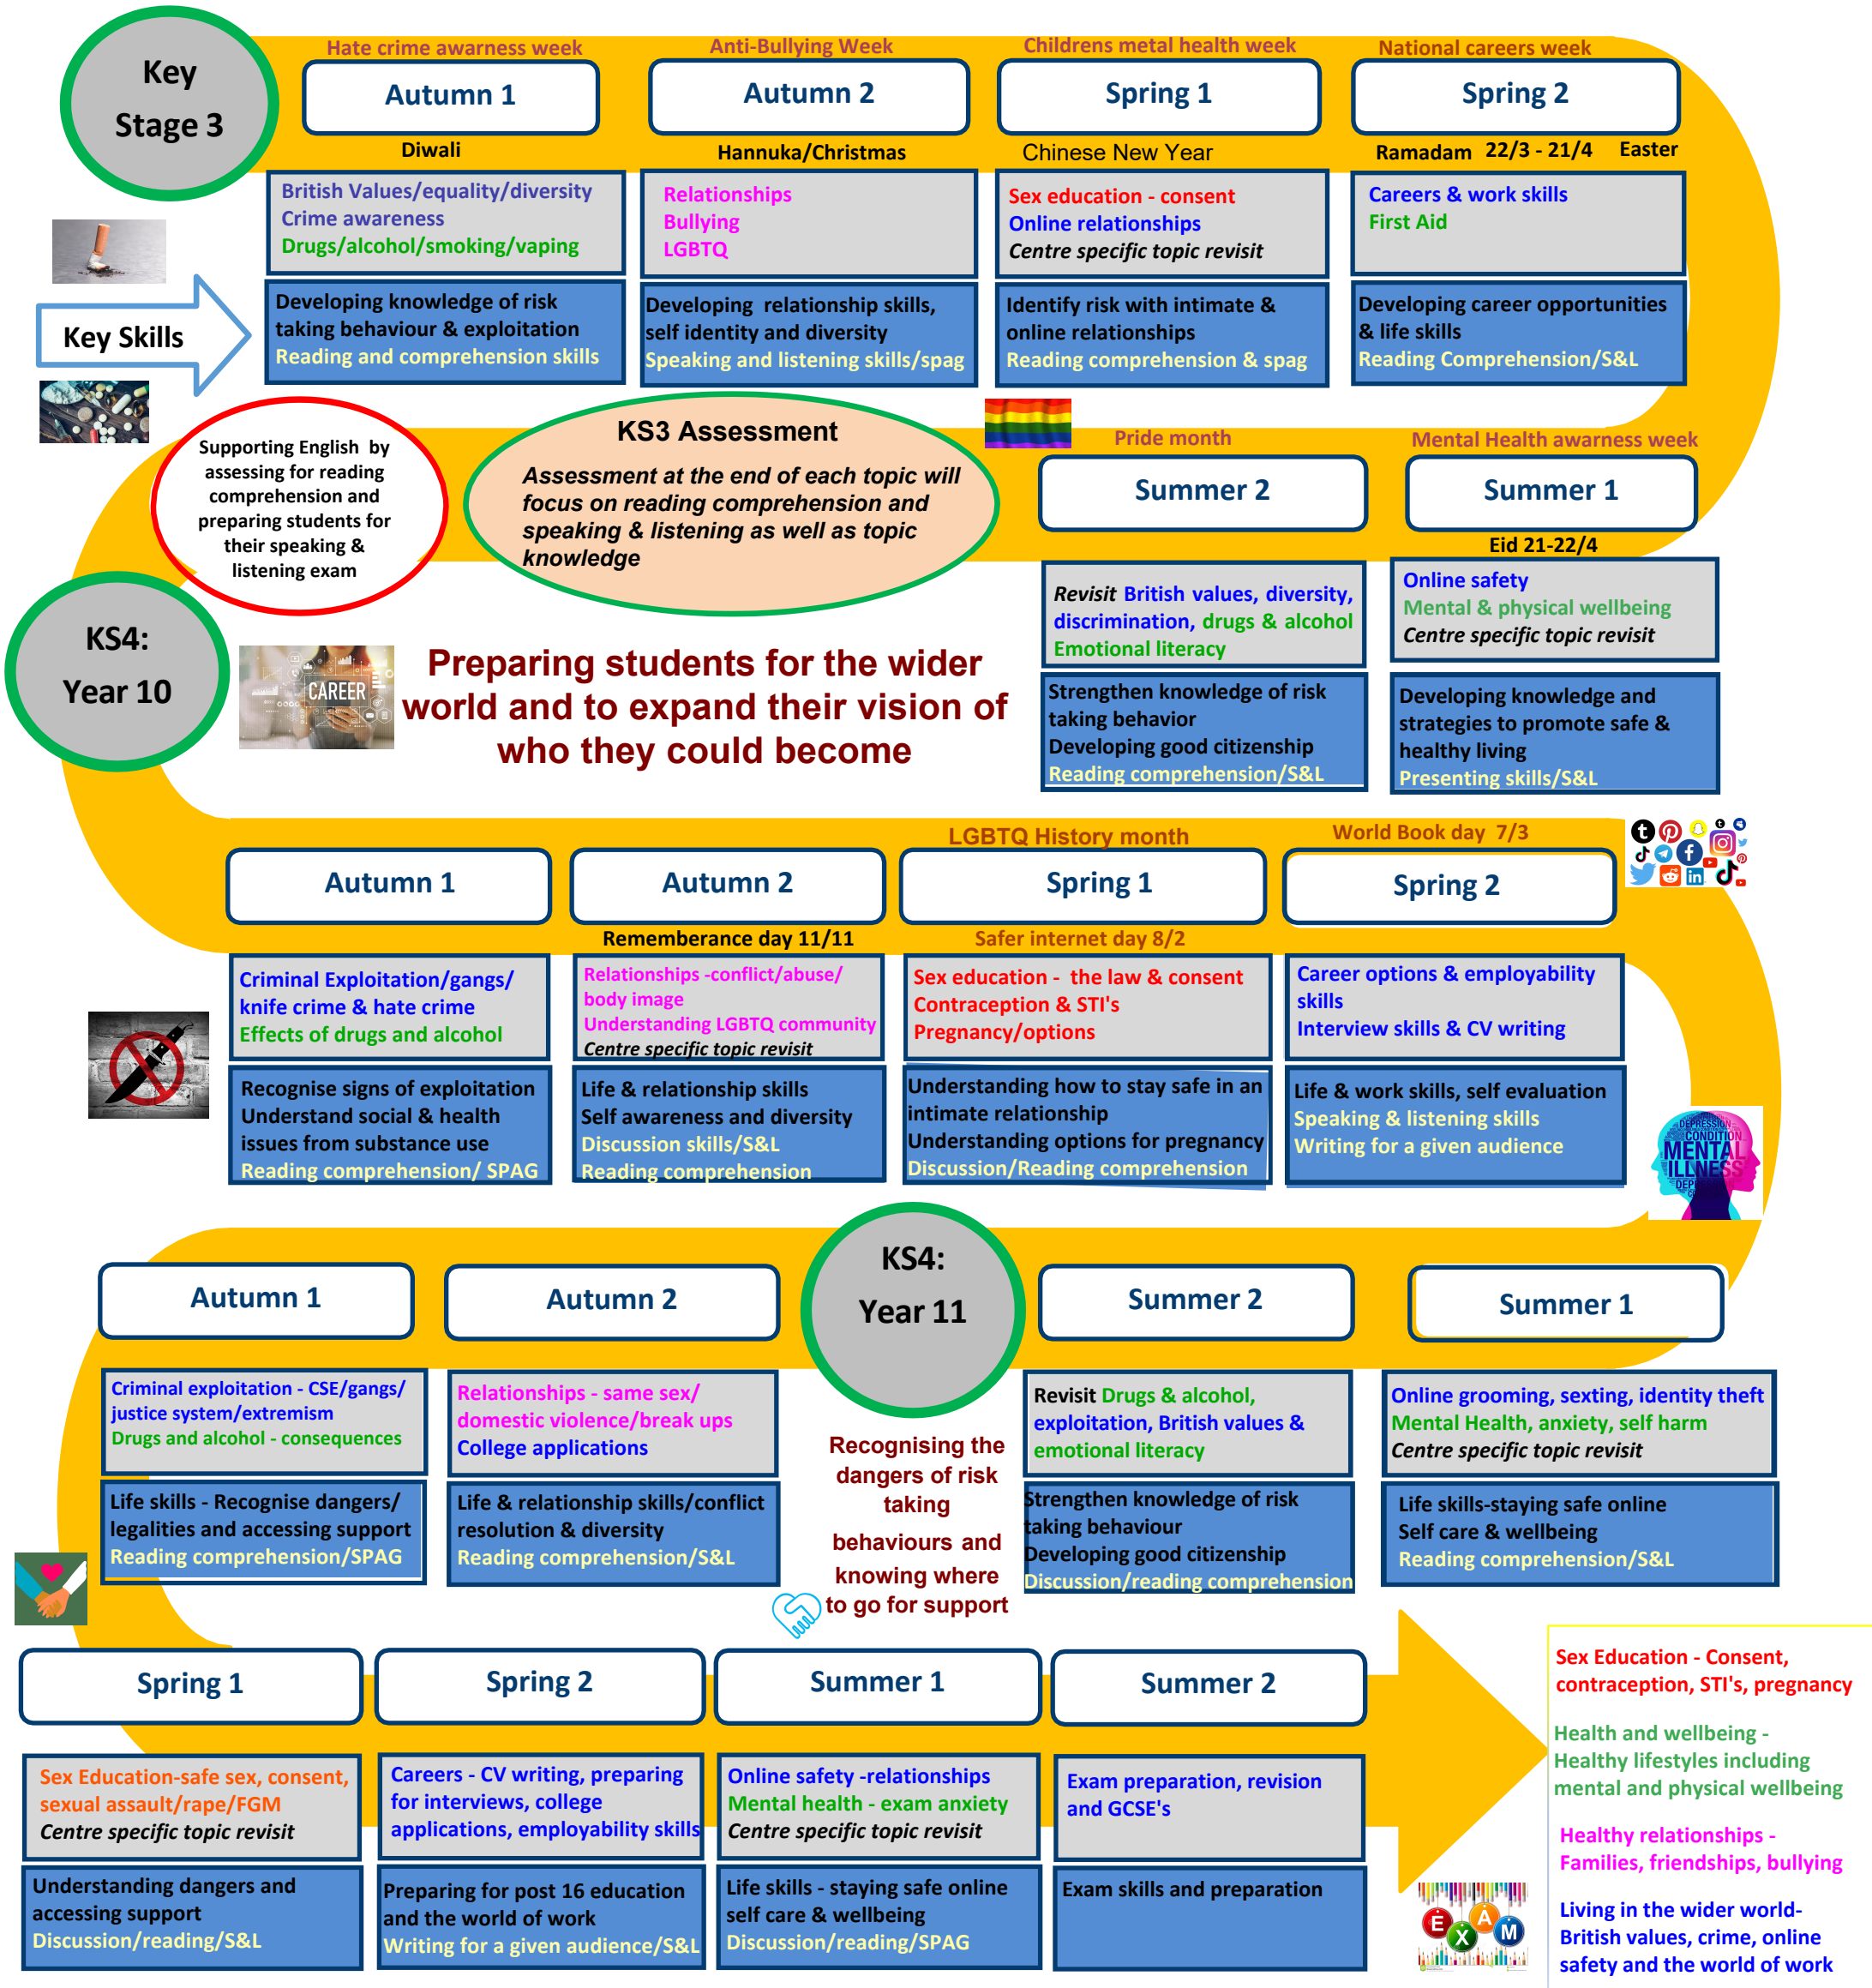 Key
Stage 3
Hate crime awarness week
Autumn 1
Diwali
British Values/equality/diversity
Crime awareness
Drugs/alcohol/smoking/vaping
Developing knowledge of risk
taking behaviour & exploitation
Reading and comprehension skills
Anti-Bullying Week
Autumn 2
Hannuka/Christmas
Relationships
Bullying
LGBTQ
Developing relationship skills,
self identity and diversity
Speaking and listening skills/spag
Childrens metal health week
Spring 1
Chinese New Year
Sex education - consent
Online relationships
Centre specific topic revisit
Identify risk with intimate &
online relationships
Reading comprehension & spag
National careers week
Spring 2
Ramadam 22/3 - 21/4 Easter
Careers & work skills
First Aid
Developing career opportunities
& life skills
Reading Comprehension/S&L
Key Skills
Supporting English by
assessing for reading
comprehension and
preparing students for
their speaking &
listening exam
KS3 Assessment
Assessment at the end of each topic will
focus on reading comprehension and
speaking & listening as well as topic
knowledge
Pride month
Summer 2
Revisit British values, diversity,
discrimination, drugs & alcohol
Emotional literacy
Strengthen knowledge of risk
taking behavior
Developing good citizenship
Reading comprehension/S&L
Mental Health awarness week
Summer 1
Eid 21-22/4
Online safety
Mental & physical wellbeing
Centre specific topic revisit
Developing knowledge and
strategies to promote safe &
healthy living
Presenting skills/S&L
KS4:
Year 10
CAREER
Preparing students for the wider
world and to expand their vision of
who they could become
Autumn 1
Criminal Exploitation/gangs/
knife crime & hate crime
Effects of drugs and alcohol
Recognise signs of exploitation
Understand social & health
issues from substance use
Reading comprehension/ SPAG
Autumn 2
Rememberance day 11/11
Relationships -conflict/abuse/
body image
Understanding LGBTQ community
Centre specific topic revisit
Life & relationship skills
Self awareness and diversity
Discussion skills/S&L
Reading comprehension
LGBTQ History month
Spring 1
Safer internet day 8/2
Sex education - the law & consent
Contraception & STI's
Pregnancy/options
Understanding how to stay safe in an
intimate relationship
Understanding options for pregnancy
Discussion/Reading comprehension
World Book day 7/3
Spring 2
Career options & employability
skills
Interview skills & CV writing
Life & work skills, self evaluation
Speaking & listening skills
Writing for a given audience
DEPRESSION
CONDITION
MENTAL
ILLNESS
Autumn 1
Criminal exploitation - CSE/gangs/
justice system/extremism
Drugs and alcohol - consequences
Life skills - Recognise dangers/
legalities and accessing support
Reading comprehension/SPAG
Autumn 2
Relationships - same sex/
domestic violence/break ups
College applications
Life & relationship skills/conflict
resolution & diversity
Reading comprehension/S&L
KS4:
Year 11
Recognising the
dangers of risk
taking
behaviours and
knowing where
to go for support
Summer 2
Revisit Drugs & alcohol,
exploitation, British values &
emotional literacy
Strengthen knowledge of risk
taking behaviour
Developing good citizenship
Discussion/reading comprehension
Summer 1
Online grooming, sexting, identity theft
Mental Health, anxiety, self harm
Centre specific topic revisit
Life skills-staying safe online
Self care & wellbeing
Reading comprehension/S&L
Spring 1
Sex Education-safe sex, consent,
sexual assault/rape/FGM
Centre specific topic revisit
Understanding dangers and
accessing support
Discussion/reading/S&L
Spring 2
Careers - CV writing, preparing
for interviews, college
applications, employability skills
Preparing for post 16 education
and the world of work
Writing for a given audience/S&L
Summer 1
Online safety -relationships
Mental health - exam anxiety
Centre specific topic revisit
Life skills - staying safe online
self care & wellbeing
Discussion/reading/SPAG
Summer 2
Exam preparation, revision
and GCSE's
Exam skills and preparation
EXAM
Sex Education - Consent,
contraception, STI's, pregnancy
Health and wellbeing -
Healthy lifestyles including
mental and physical wellbeing
Healthy relationships -
Families, friendships, bullying
Living in the wider world-
British values, crime, online
safety and the world of work